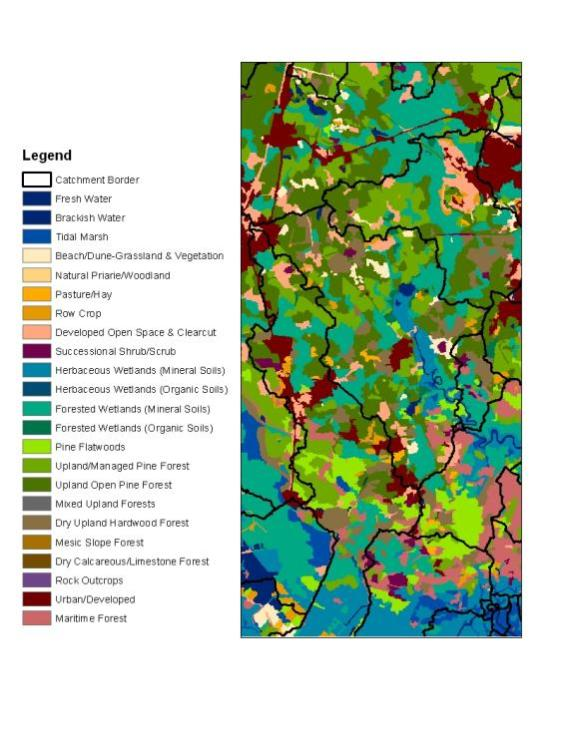 Legend
Catchment Border
Fresh Water
Brackish Water
Tidal Marsh
Beach/Dune-Grassland & Vegetation
Natural Priarie/Woodland
Pasture/Hay
Row Crop
Developed Open Space & Clearcut
Successional Shrub/Scrub
Herbaceous Wetlands (Mineral Soils)
Herbaceous Wetlands (Organic Soils)
Forested Wetlands (Mineral Soils)
Forested Wetlands (Organic Soils)
Pine Flatwoods
Upland/Managed Pine Forest
Upland Open Pine Forest
Mixed Upland Forests
Dry Upland Hardwood Forest
Mesic Slope Forest
Dry Calcareous/Limestone Forest
Rock Outcrops
Urban/Developed
Maritime Forest